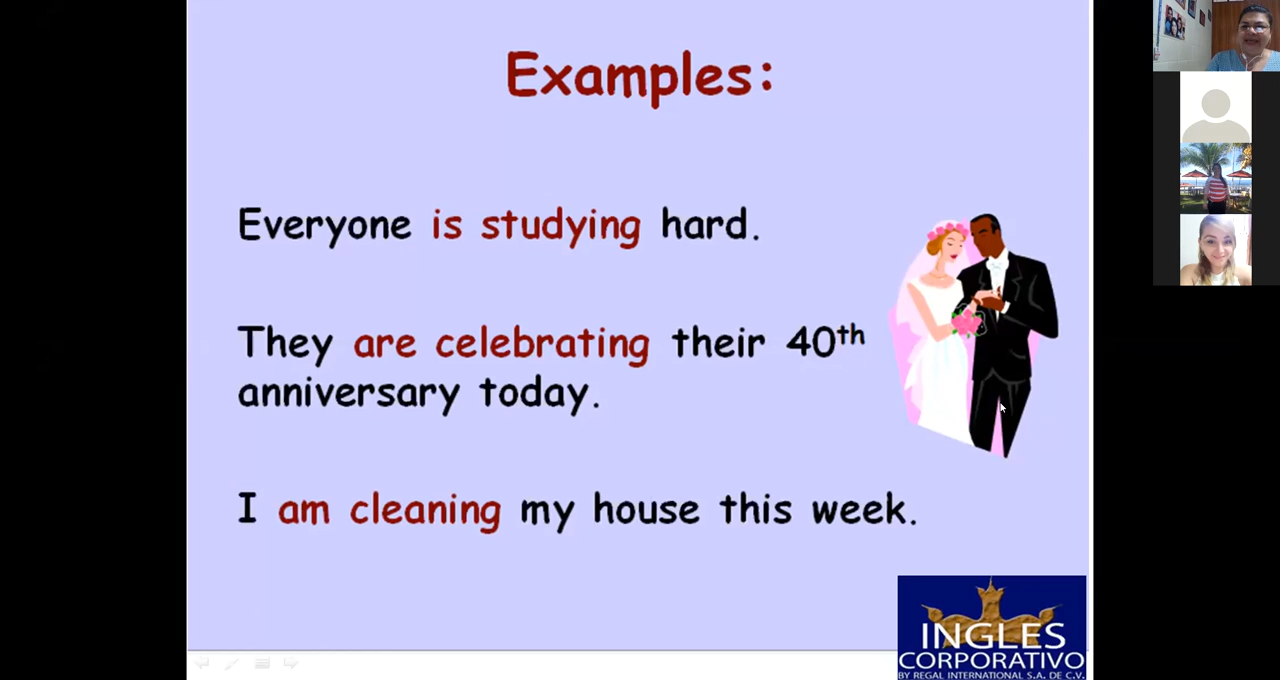 Examples:
Everyone is studying hard.
They are celebrating their 40th
anniversary today.
I am cleaning my house this week.
INGLES
CORPORATIVO
BY REGAL INTERNATIONAL S.A. DE C.V.